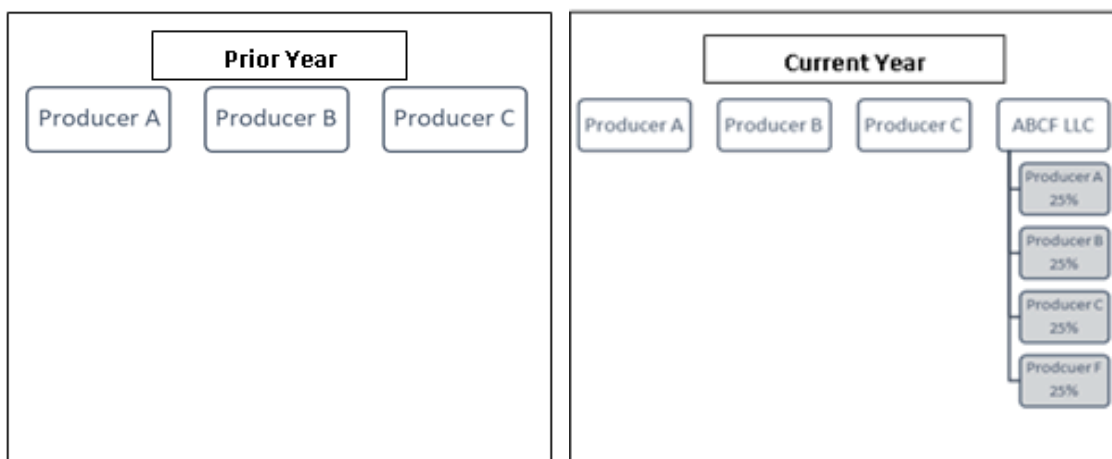 Prior Year
Producer A
Producer B
Producer C
Current Year
Producer A
Producer B
Producer C
ABCF LLC
Producer A
25%
Producer B
25%
Producer C
25%
Prodcuer F
25%